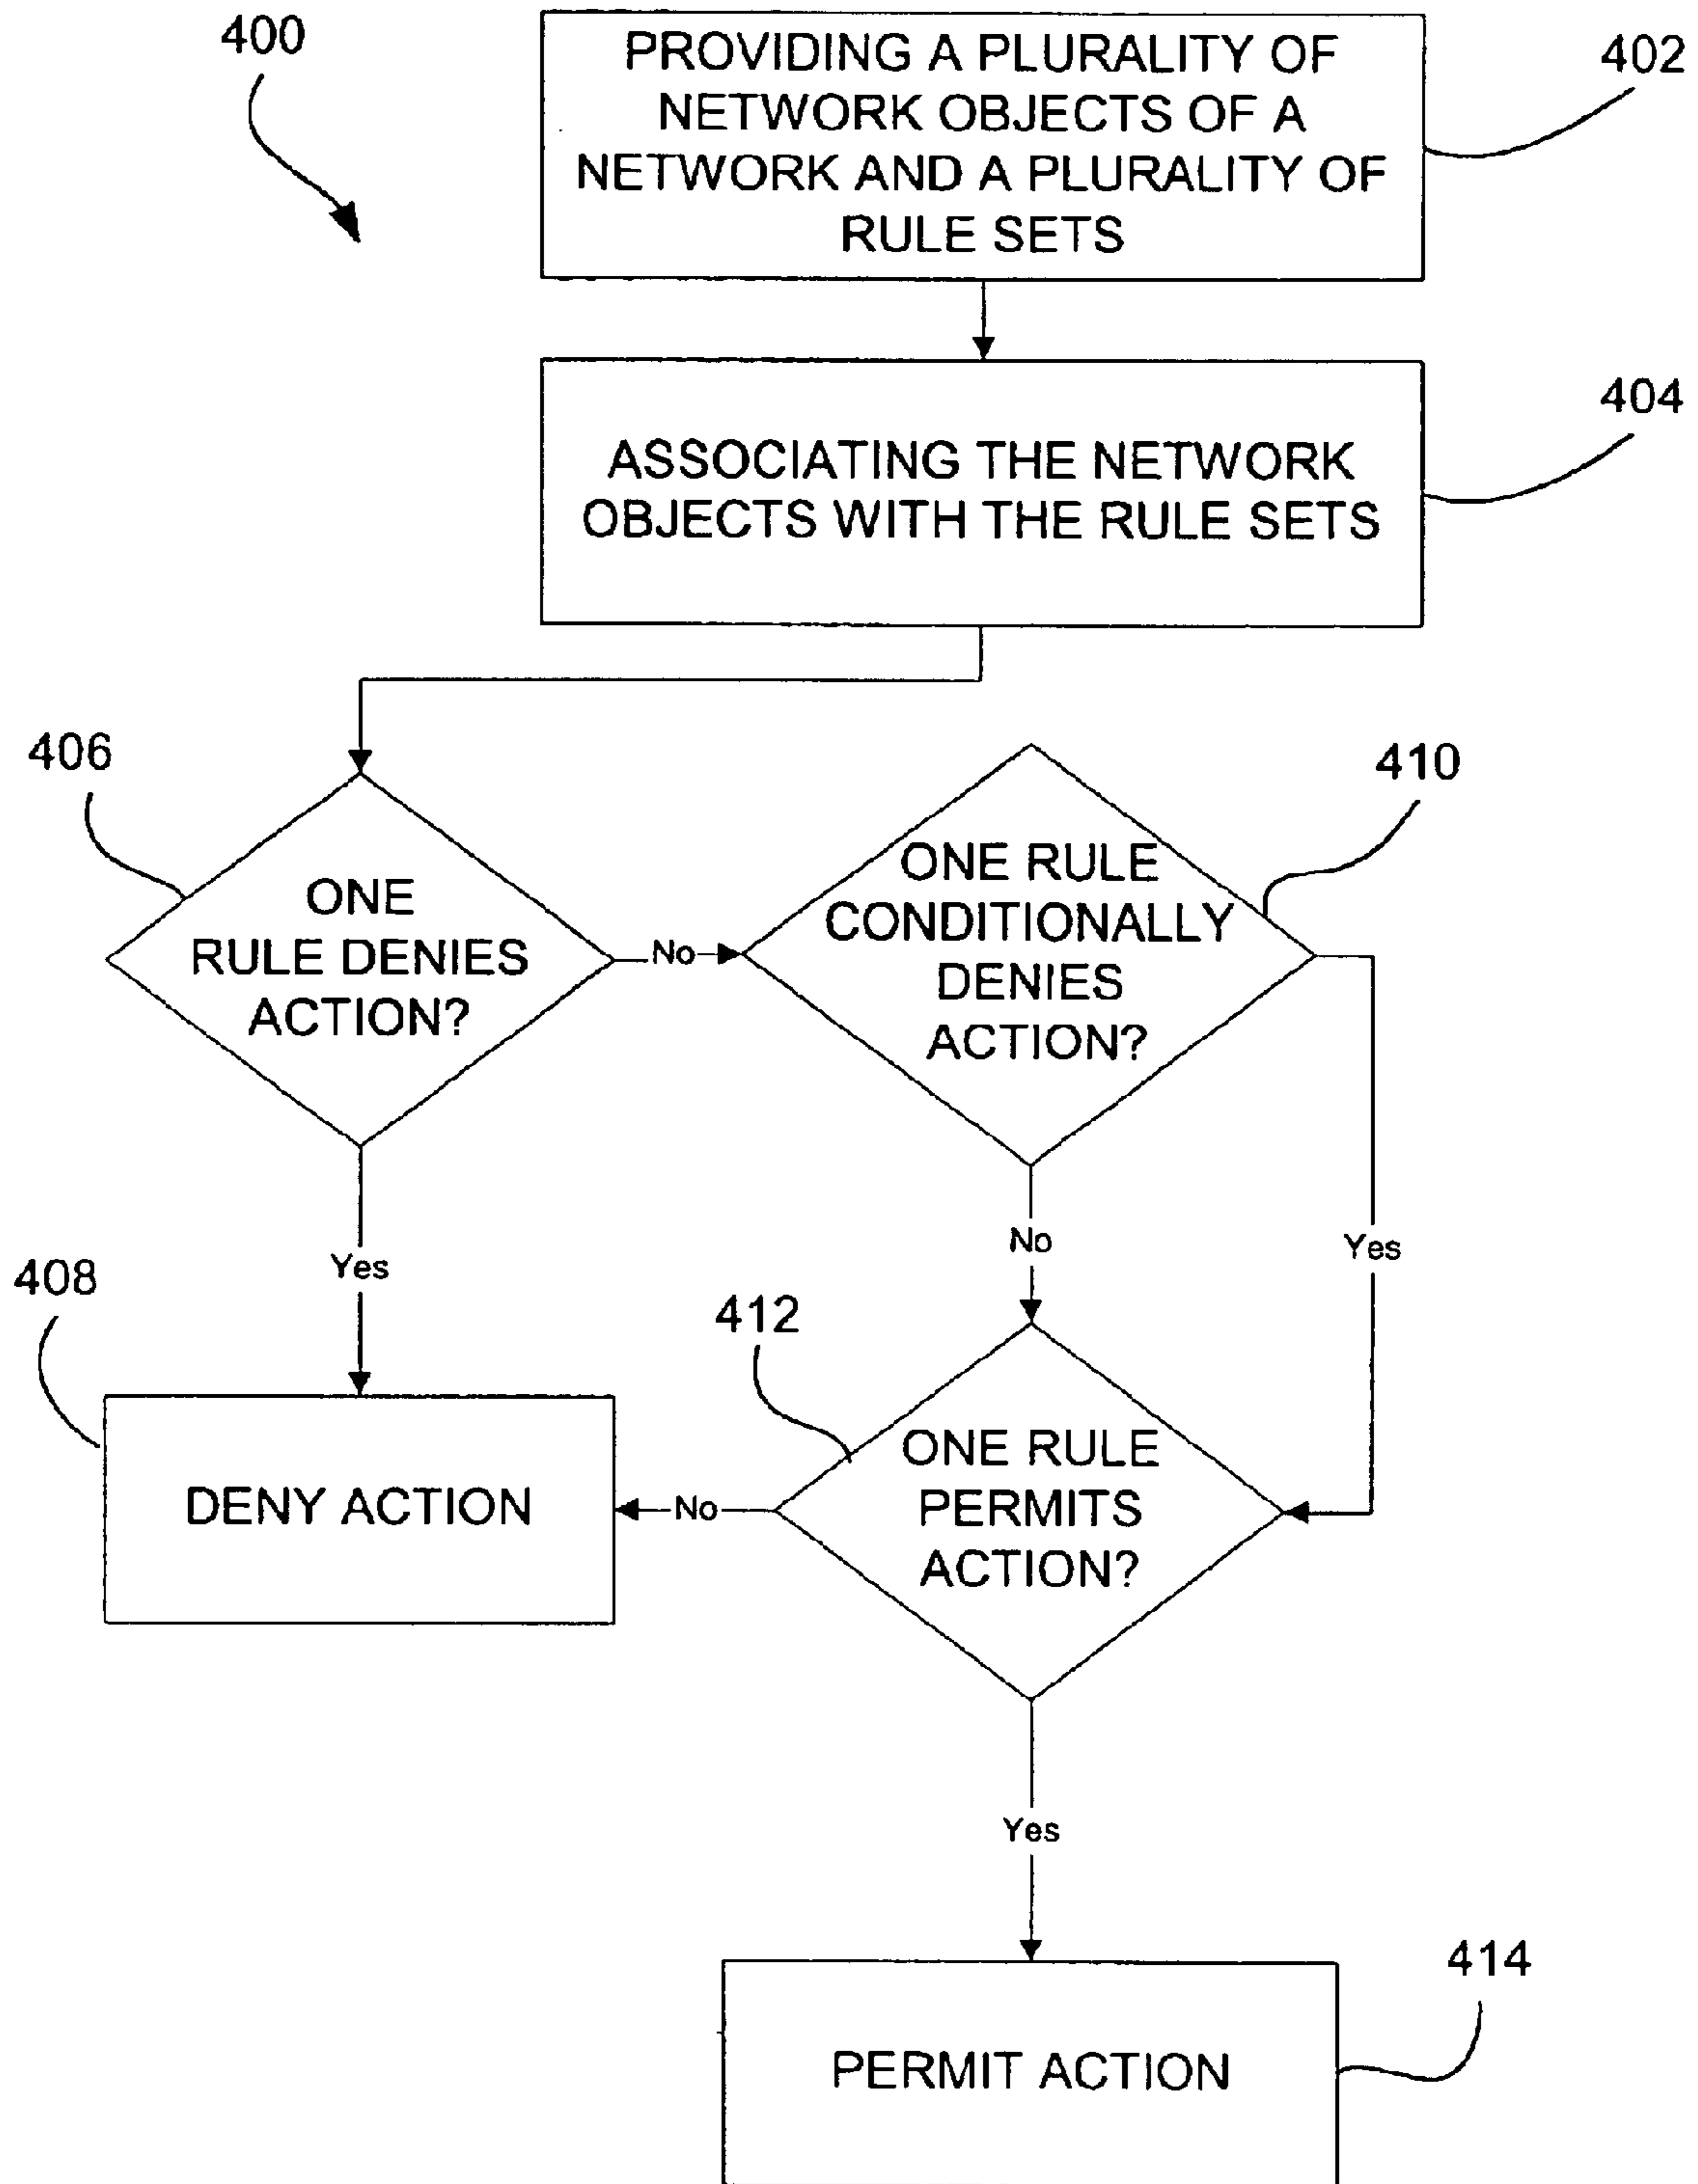 400
PROVIDING A PLURALITY OF
NETWORK OBJECTS OF A
NETWORK AND A PLURALITY OF
RULE SETS
402
ASSOCIATING THE NETWORK
OBJECTS WITH THE RULE SETS
404
406
ONE
RULE DENIES
ACTION?
No
410
ONE RULE
CONDITIONALLY
DENIES
ACTION?
Yes
No
Yes
408
DENY ACTION
No
412
ONE RULE
PERMITS
ACTION?
Yes
414
PERMIT ACTION